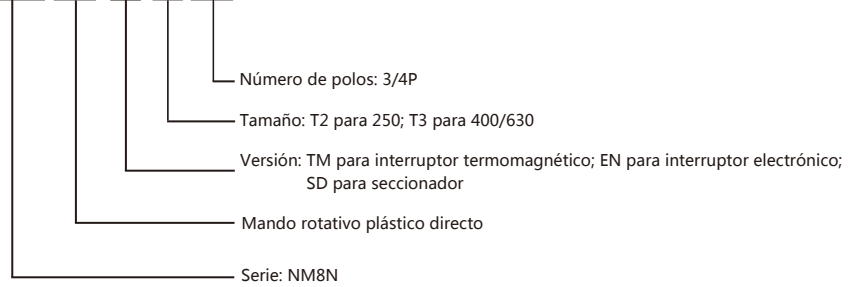 Número de polos: 3/4P
Tamaño: T2 para 250; T3 para 400/630
Versión: TM para interruptor termomagnético; EN para interruptor electrónico;
SD para seccionador
Mando rotativo plástico directo
Serie: NM8N